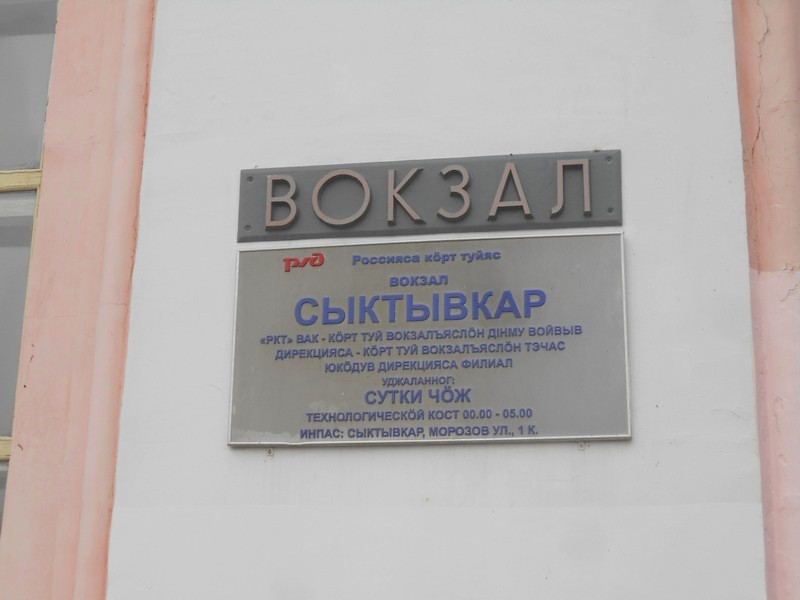 ВОКЗАЛ
РЖД Россияса кӧрт туйяс
ВОКЗАЛ
СЫКТЫВКАР
«РКТ» ВАК - КӦРТ ТУЙ ВОКЗАЛЪЯСЛӦН ДІНМУ ВОЙВЫВ
ДИРЕКЦИЯСА - КӦРТ ТУЙ ВОКЗАЛЪЯСЛӦН ТЭЧАС
ЮКӦДУВ ДИРЕКЦИЯСА ФИЛИАЛ
УДЖАЛАННОГ:
СУТКИ ЧӦЖ
ТЕХНОЛОГИЧЕСКӦЙ КОСТ 00.00 - 05.00
ИНПАС: СЫКТЫВКАР, МОРОЗОВ УЛ., 1 К.